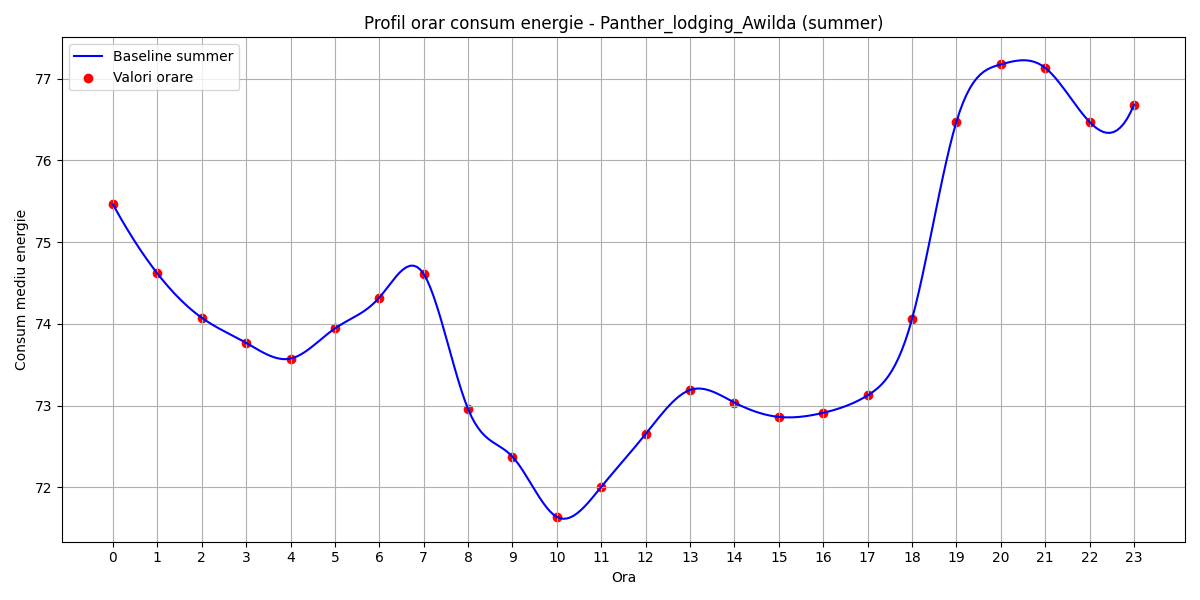 Profil orar consum energie - Panther_lodging_Awilda (summer)
Baseline summer
Valori orare
Consum mediu energie
77
76
75
74
73
72
0 1 2 3 4 5 6 7 8 9 10 11 12 13 14 15 16 17 18 19 20 21 22 23
Ora